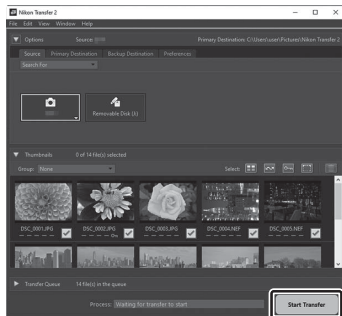 Nikon Transfer 2
File Edit View Window Help
Options Source: Primary Destination: C:\Users\user\Pictures\Nikon Transfer 2
Source Primary Destination Backup Destination Preferences
Search For
Removable Disk (A)
Thumbnails 0 of 14 file(s) selected
Group: None Select:
DSC_0001.JPG DSC_0002.JPG DSC_0003.JPG DSC_0004.NEF DSC_0005.NEF
Transfer Queue 14 file(s) in the queue
Process: Waiting for transfer to start Start Transfer